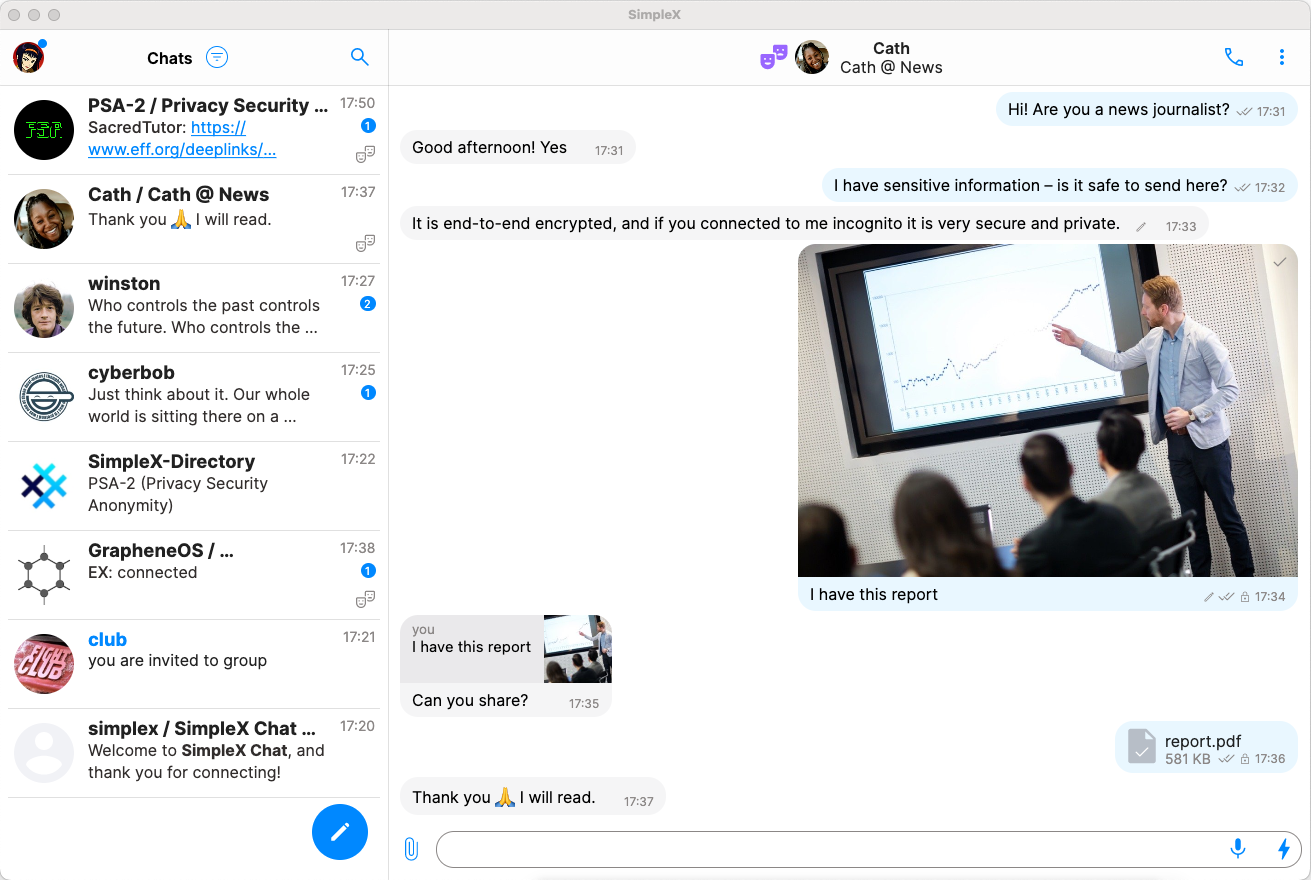 SimpleX
Chats
PSA-2 / Privacy Security ...
17:50
SacredTutor: https://
1
www.eff.org/deeplinks/...
Cath / Cath @ News
17:37
Thank you 🙏 I will read.
winston
17:27
Who controls the past controls
2
the future. Who controls the ...
cyberbob
17:25
Just think about it. Our whole
1
world is sitting there on a ...
SimpleX-Directory
17:22
PSA-2 (Privacy Security
Anonymity)
GrapheneOS / ...
17:38
EX: connected
1
club
17:21
you are invited to group
FIGHT
CLUB
simplex / SimpleX Chat ...
17:20
Welcome to SimpleX Chat, and
thank you for connecting!
Cath
Cath @ News
Hi! Are you a news journalist? 17:31
Good afternoon! Yes 17:31
I have sensitive information – is it safe to send here? 17:32
It is end-to-end encrypted, and if you connected to me incognito it is very secure and private. 17:33
I have this report 17:34
you
I have this report
Can you share? 17:35
report.pdf
581 KB 17:36
Thank you 🙏 I will read. 17:37